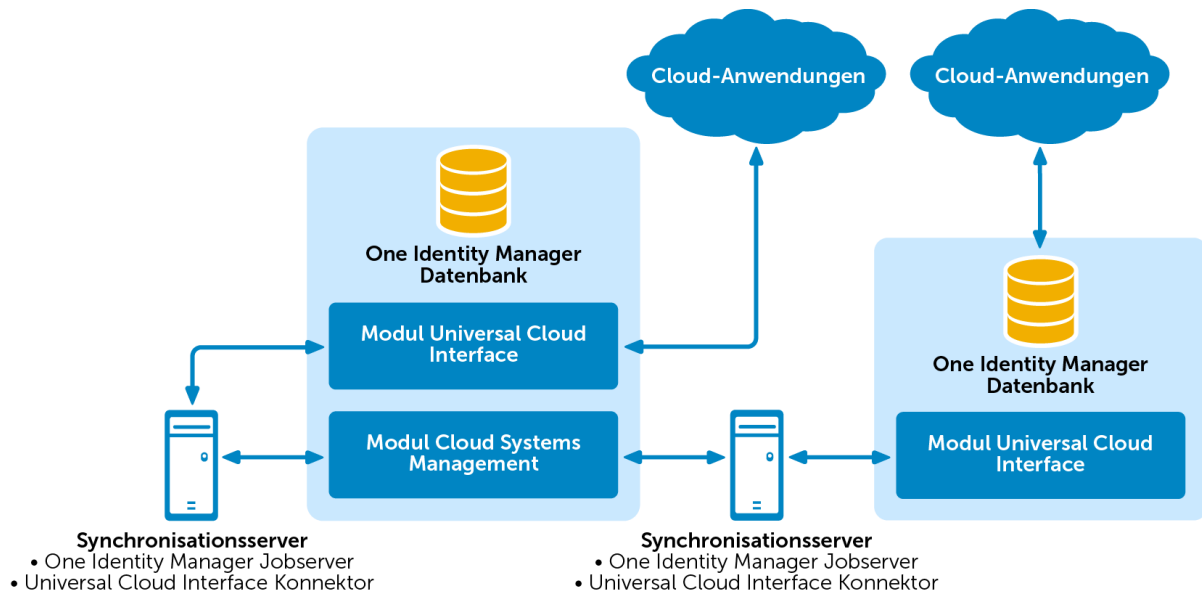 Cloud-Anwendungen
Cloud-Anwendungen
One Identity Manager
Datenbank
Modul Universal Cloud
Interface
Modul Cloud Systems
Management
One Identity Manager
Datenbank
Modul Universal Cloud
Interface
Synchronisationsserver
• One Identity Manager Jobserver
• Universal Cloud Interface Konnektor
Synchronisationsserver
• One Identity Manager Jobserver
• Universal Cloud Interface Konnektor